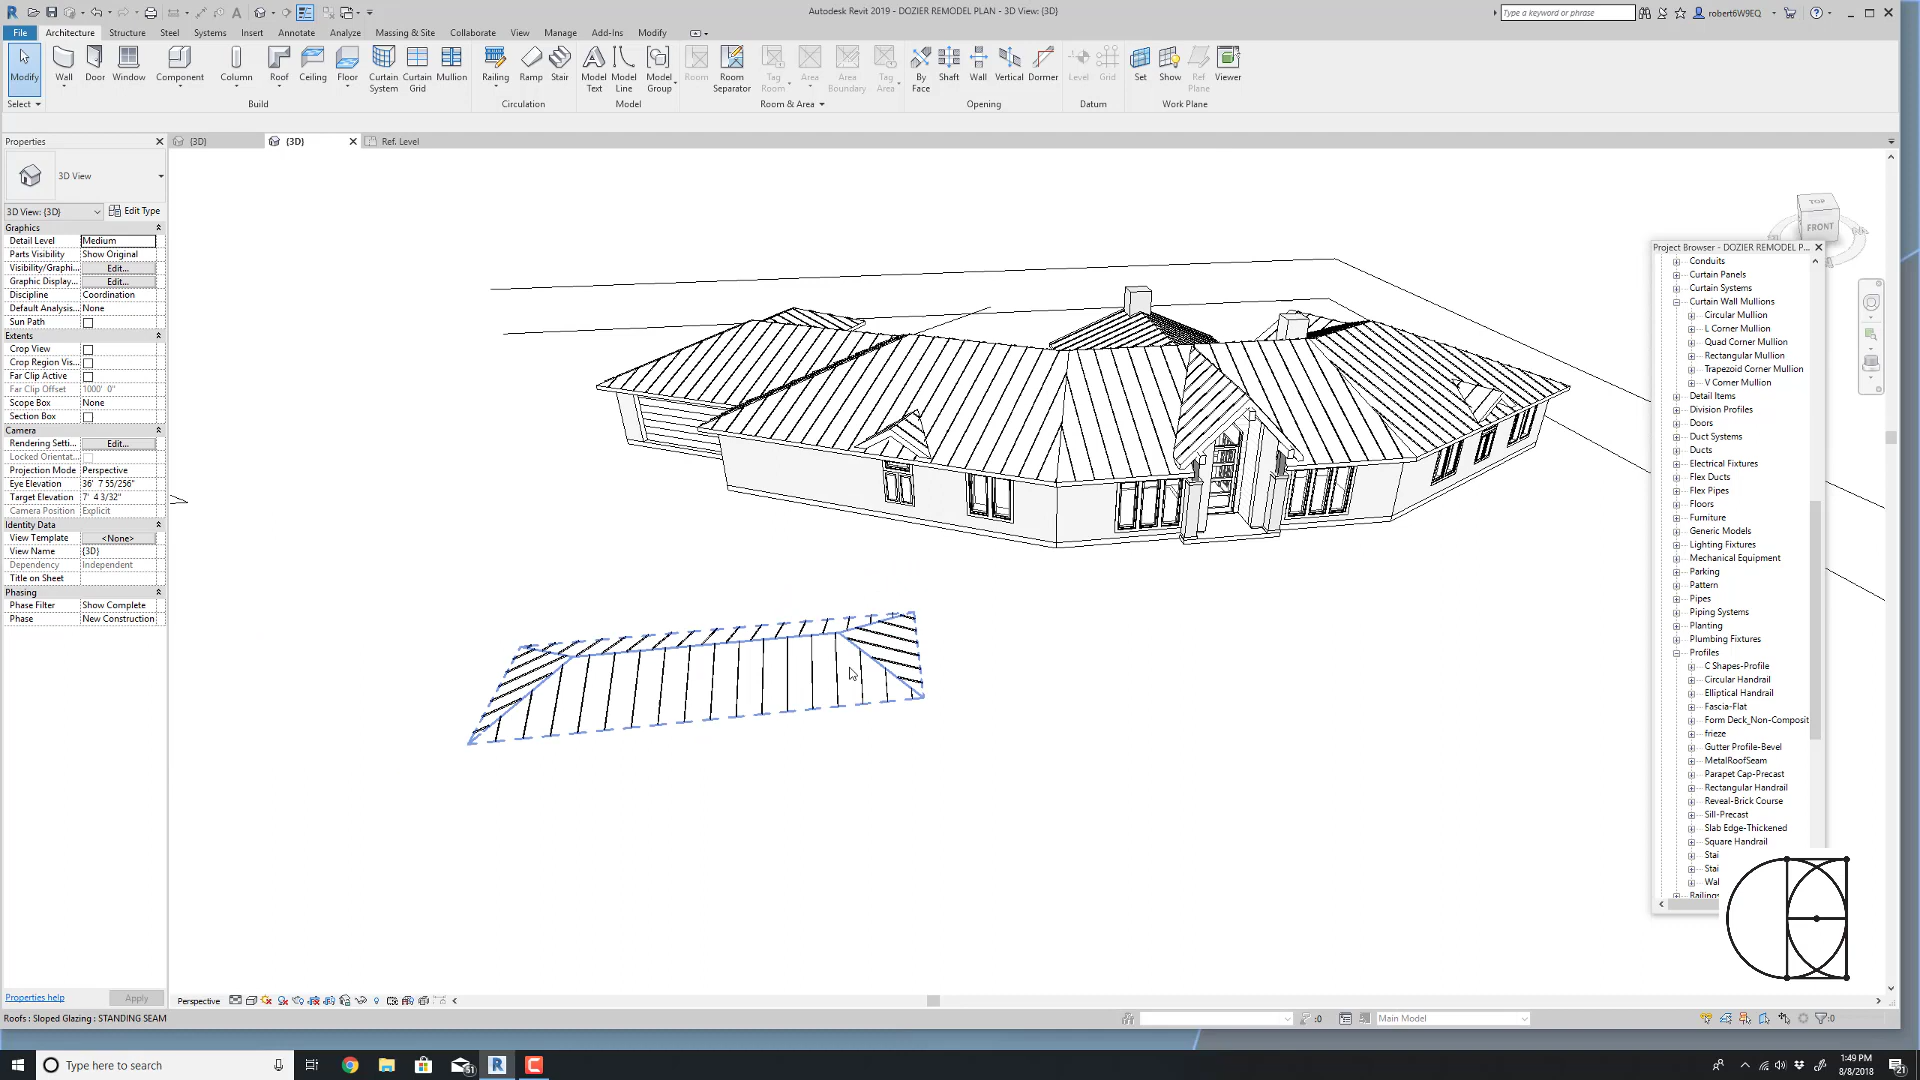 Autodesk Revit 2019 - DOZIER REMODEL PLAN - 3D View: {3D}
Type a keyword or phrase
robert6W9EQ
File Architecture Structure Steel Systems Insert Annotate Analyze Massing & Site Collaborate View Manage Add-Ins Modify
Modify Wall Door Window Component Column Roof Ceiling Floor Curtain System Curtain Grid Mullion Railing Ramp Stair Model Text Model Line Model Group Room Room Separator Tag Room Area Area Boundary Tag Area By Face Shaft Wall Vertical Dormer Level Grid Set Show Ref Plane Viewer
Select Build Circulation Model Room & Area Opening Datum Work Plane
Properties
{3D}
{3D}
Ref. Level
3D View
3D View: {3D} Edit Type
Graphics
Detail Level Medium
Parts Visibility Show Original
Visibility/Graphi... Edit...
Graphic Display... Edit...
Discipline Coordination
Default Analysis... None
Sun Path
Extents
Crop View
Crop Region Vis...
Far Clip Active
Far Clip Offset 1000' 0"
Scope Box None
Section Box
Camera
Rendering Setti... Edit...
Locked Orientat...
Projection Mode Perspective
Eye Elevation 36' 7 55/256"
Target Elevation 7' 4 3/32"
Camera Position Explicit
Identity Data
View Template <None>
View Name {3D}
Dependency Independent
Title on Sheet
Phasing
Phase Filter Show Complete
Phase New Construction
Properties help Apply
TOP
FRONT
Project Browser - DOZIER REMODEL P...
Conduits
Curtain Panels
Curtain Systems
Curtain Wall Mullions
Circular Mullion
L Corner Mullion
Quad Corner Mullion
Rectangular Mullion
Trapezoid Corner Mullion
V Corner Mullion
Detail Items
Division Profiles
Doors
Duct Systems
Ducts
Electrical Fixtures
Flex Ducts
Flex Pipes
Floors
Furniture
Generic Models
Lighting Fixtures
Mechanical Equipment
Parking
Pattern
Pipes
Piping Systems
Planting
Plumbing Fixtures
Profiles
C Shapes-Profile
Circular Handrail
Elliptical Handrail
Fascia-Flat
Form Deck_Non-Composit
frieze
Gutter Profile-Bevel
MetalRoofSeam
Parapet Cap-Precast
Rectangular Handrail
Reveal-Brick Course
Sill-Precast
Slab Edge-Thickened
Square Handrail
Stai
Stai
Wal
Railings
Perspective
Roofs : Sloped Glazing : STANDING SEAM
:0
Main Model
:0
Type here to search
51
1:49 PM
8/8/2018
21